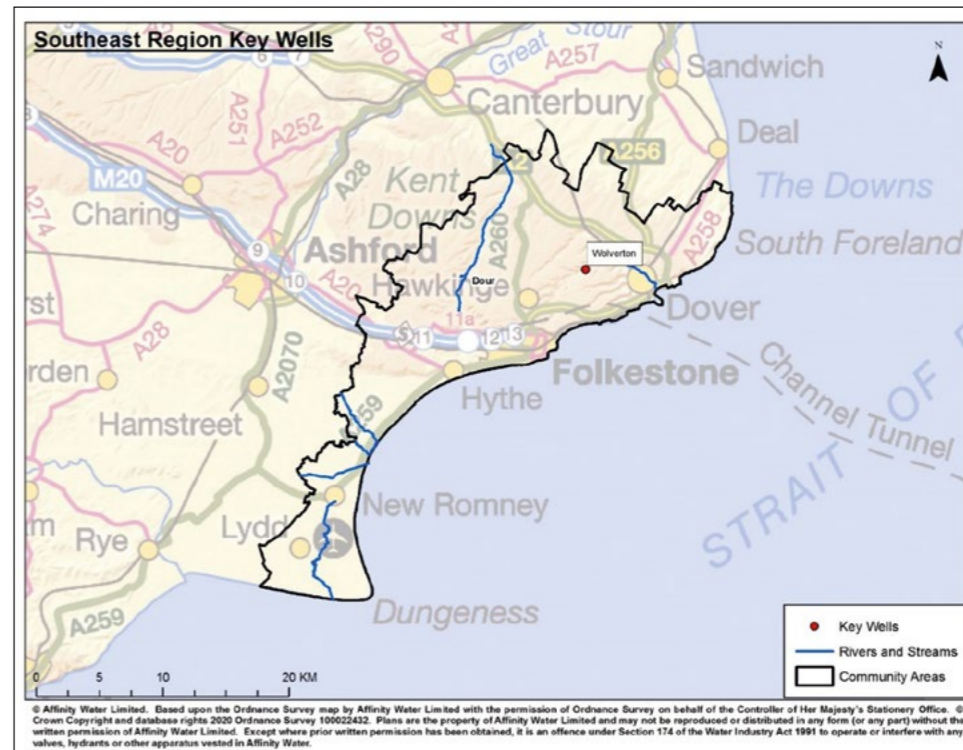 Southeast Region Key Wells
N
A290
6
7
Great Stour
A257
Sandwich
A251
Canterbury
A252
A20
A28
Kent
Downs
A2
A256
Deal
M20
The Downs
A274
Charing
A260
A258
South Foreland
9
Ashford
Wolverton
10
A20
Dour
Hawkinge
11a
Dover
11
12
13
A28
A2070
Folkestone
Hythe
Channel Tunnel
Hamstreet
A259
STRAIT OF
New Romney
Lydd
Rye
Dungeness
A259
Key Wells
Rivers and Streams
Community Areas
0 5 10 20 KM
© Affinity Water Limited. Based upon the Ordnance Survey map by Affinity Water Limited with the permission of Ordnance Survey on behalf of the Controller of Her Majesty's Stationery Office. ©
Crown Copyright and database rights 2020 Ordnance Survey 100022432. Plans are the property of Affinity Water Limited and may not be reproduced or distributed in any form (or any part) without the
written permission of Affinity Water Limited. Except where prior written permission has been obtained, it is an offence under Section 174 of the Water Industry Act 1991 to operate or interfere with any
valves, hydrants or other apparatus vested in Affinity Water.